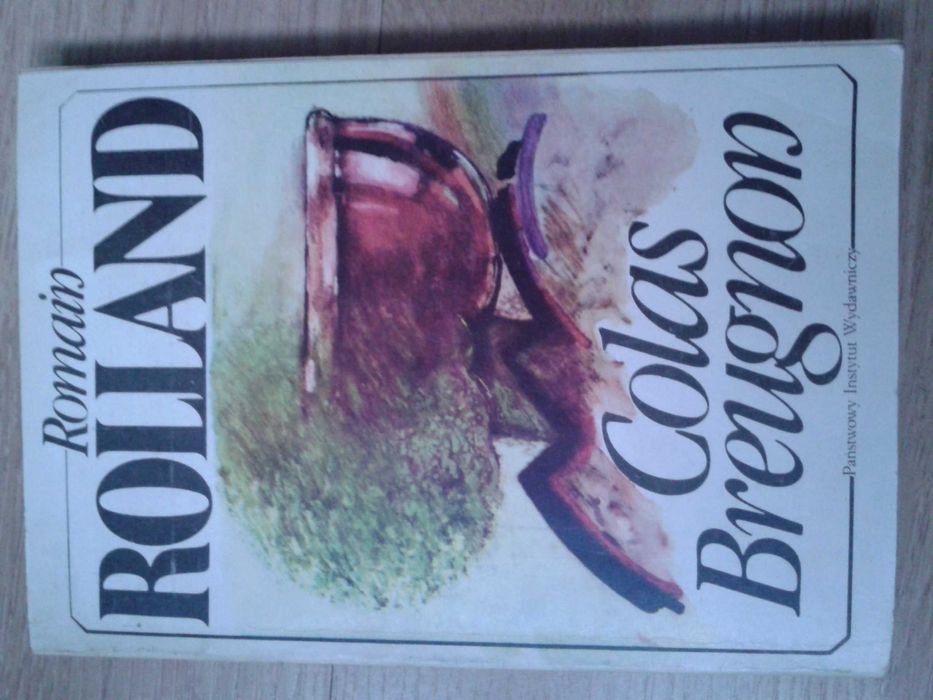 Romain
ROLLAND
Colas
Breugnon
Państwowy Instytut Wydawniczy